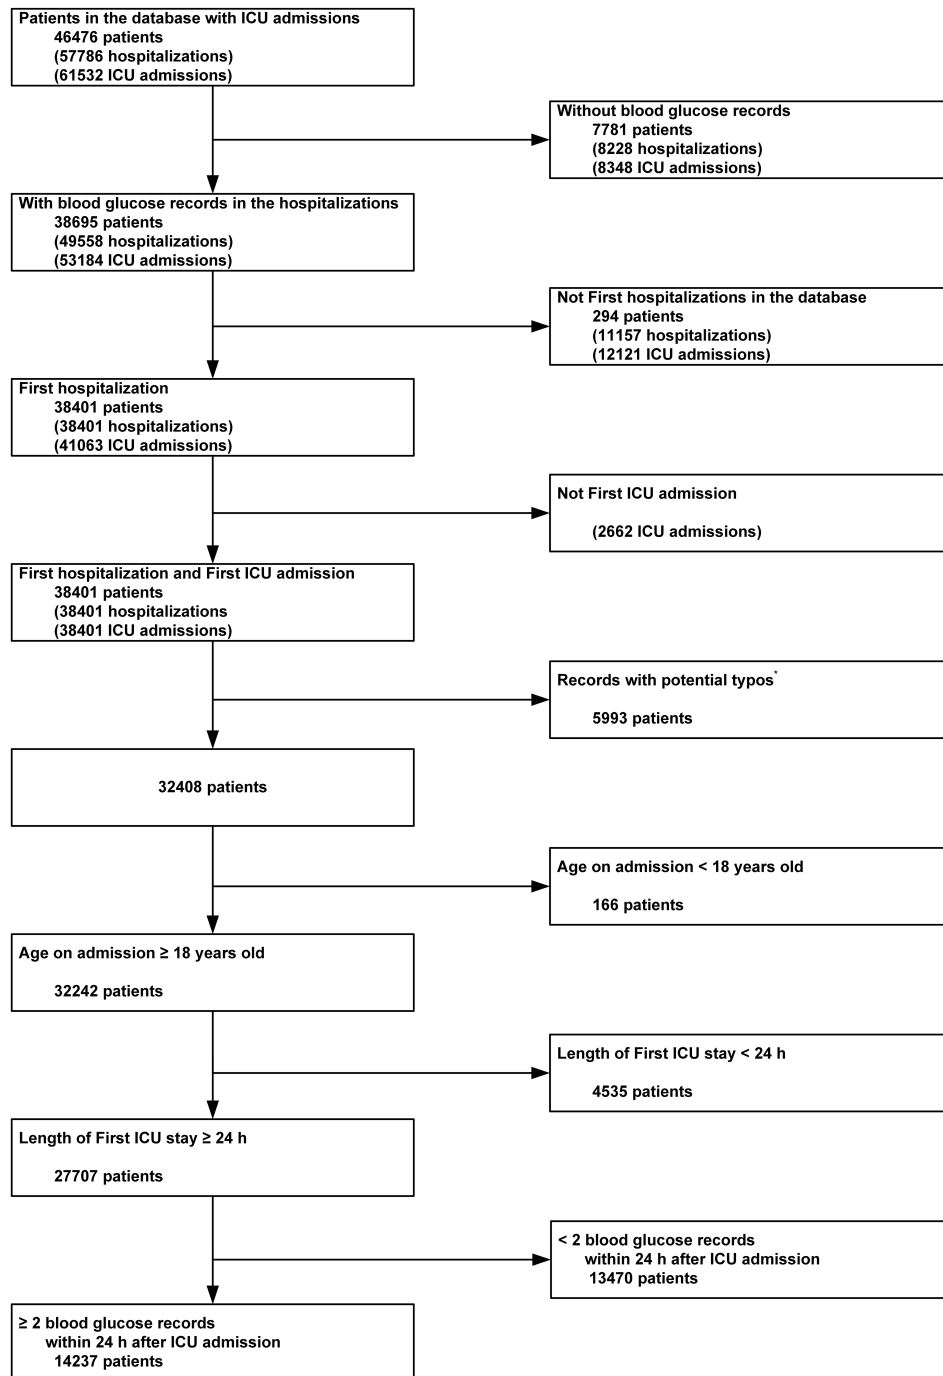 Patients in the database with ICU admissions
46476 patients
(57786 hospitalizations)
(61532 ICU admissions)
Without blood glucose records
7781 patients
(8228 hospitalizations)
(8348 ICU admissions)
With blood glucose records in the hospitalizations
38695 patients
(49558 hospitalizations)
(53184 ICU admissions)
Not First hospitalizations in the database
294 patients
(11157 hospitalizations)
(12121 ICU admissions)
First hospitalization
38401 patients
(38401 hospitalizations)
(41063 ICU admissions)
Not First ICU admission
(2662 ICU admissions)
First hospitalization and First ICU admission
38401 patients
(38401 hospitalizations
(38401 ICU admissions)
Records with potential typos*
5993 patients
32408 patients
Age on admission < 18 years old
166 patients
Age on admission ≥ 18 years old
32242 patients
Length of First ICU stay < 24 h
4535 patients
Length of First ICU stay ≥ 24 h
27707 patients
< 2 blood glucose records
within 24 h after ICU admission
13470 patients
≥ 2 blood glucose records
within 24 h after ICU admission
14237 patients